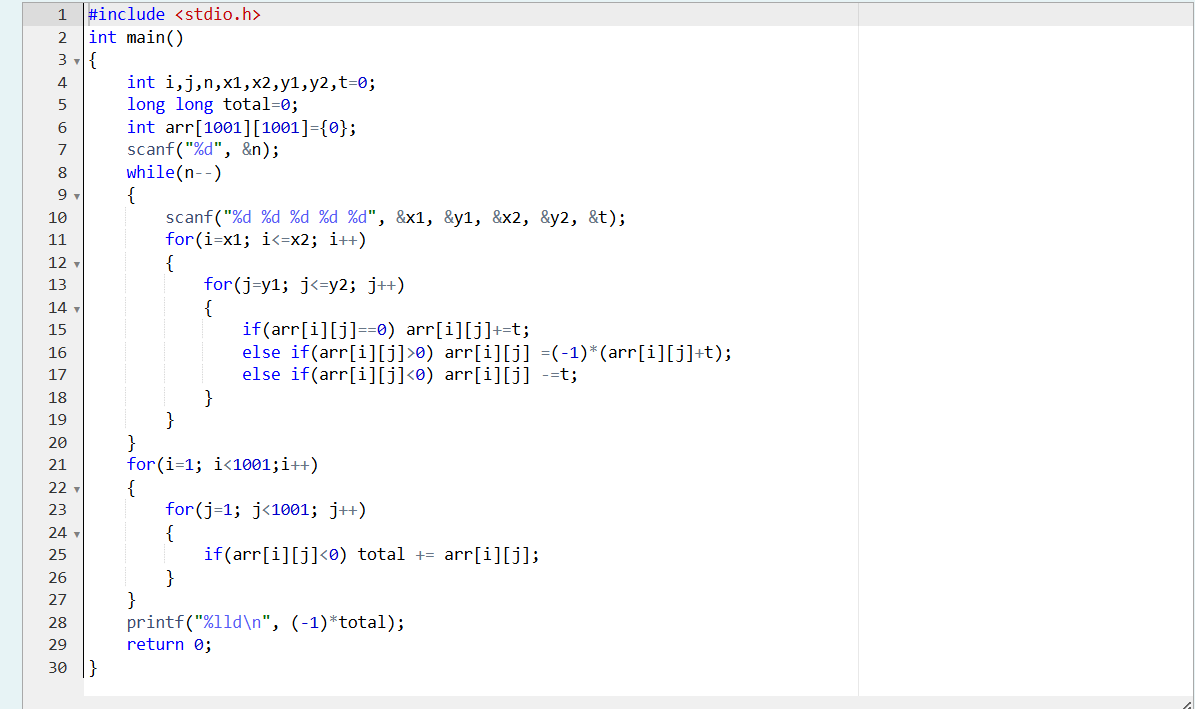 1 #include <stdio.h>
2 int main()
3 {
4 int i,j,n,x1,x2,y1,y2,t=0;
5 long long total=0;
6 int arr[1001][1001]={0};
7 scanf("%d", &n);
8 while(n--)
9 {
10 scanf("%d %d %d %d %d", &x1, &y1, &x2, &y2, &t);
11 for(i=x1; i<=x2; i++)
12 {
13 for(j=y1; j<=y2; j++)
14 {
15 if(arr[i][j]==0) arr[i][j]+=t;
16 else if(arr[i][j]>0) arr[i][j] =(-1)*(arr[i][j]+t);
17 else if(arr[i][j]<0) arr[i][j] -=t;
18 }
19 }
20 }
21 for(i=1; i<1001;i++)
22 {
23 for(j=1; j<1001; j++)
24 {
25 if(arr[i][j]<0) total += arr[i][j];
26 }
27 }
28 printf("%lld\n", (-1)*total);
29 return 0;
30 }